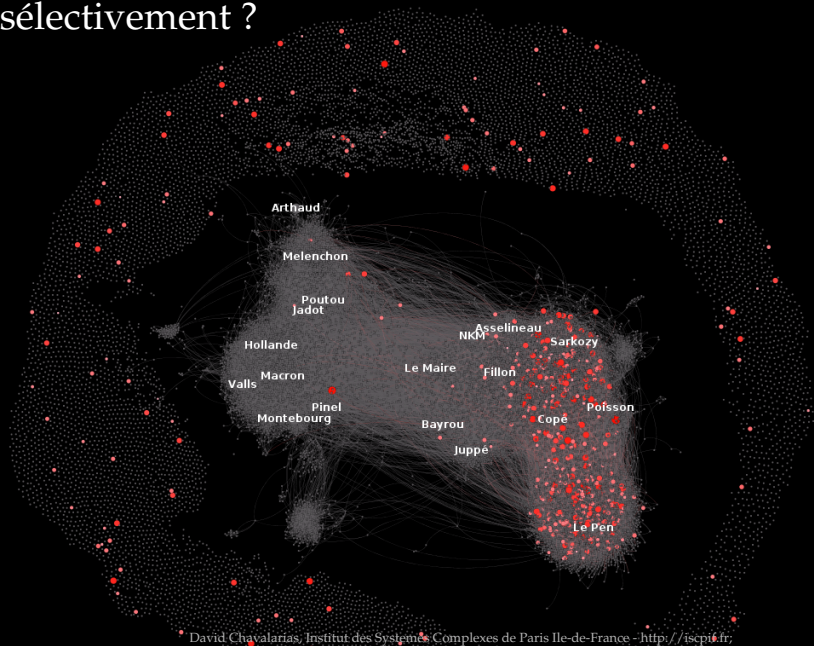 sélectivement ?
Arthaud
Melenchon
Poutou
Jadot
Asselineau
NKM
Sarkozy
Hollande
Le Maire
Fillon
Macron
Valls
Pinel
Poisson
Montebourg
Copé
Bayrou
Juppé
Le Pen
David Chavalarias, Institut des Systemes Complexes de Paris Ile-de-France - http://iscpif.fr;